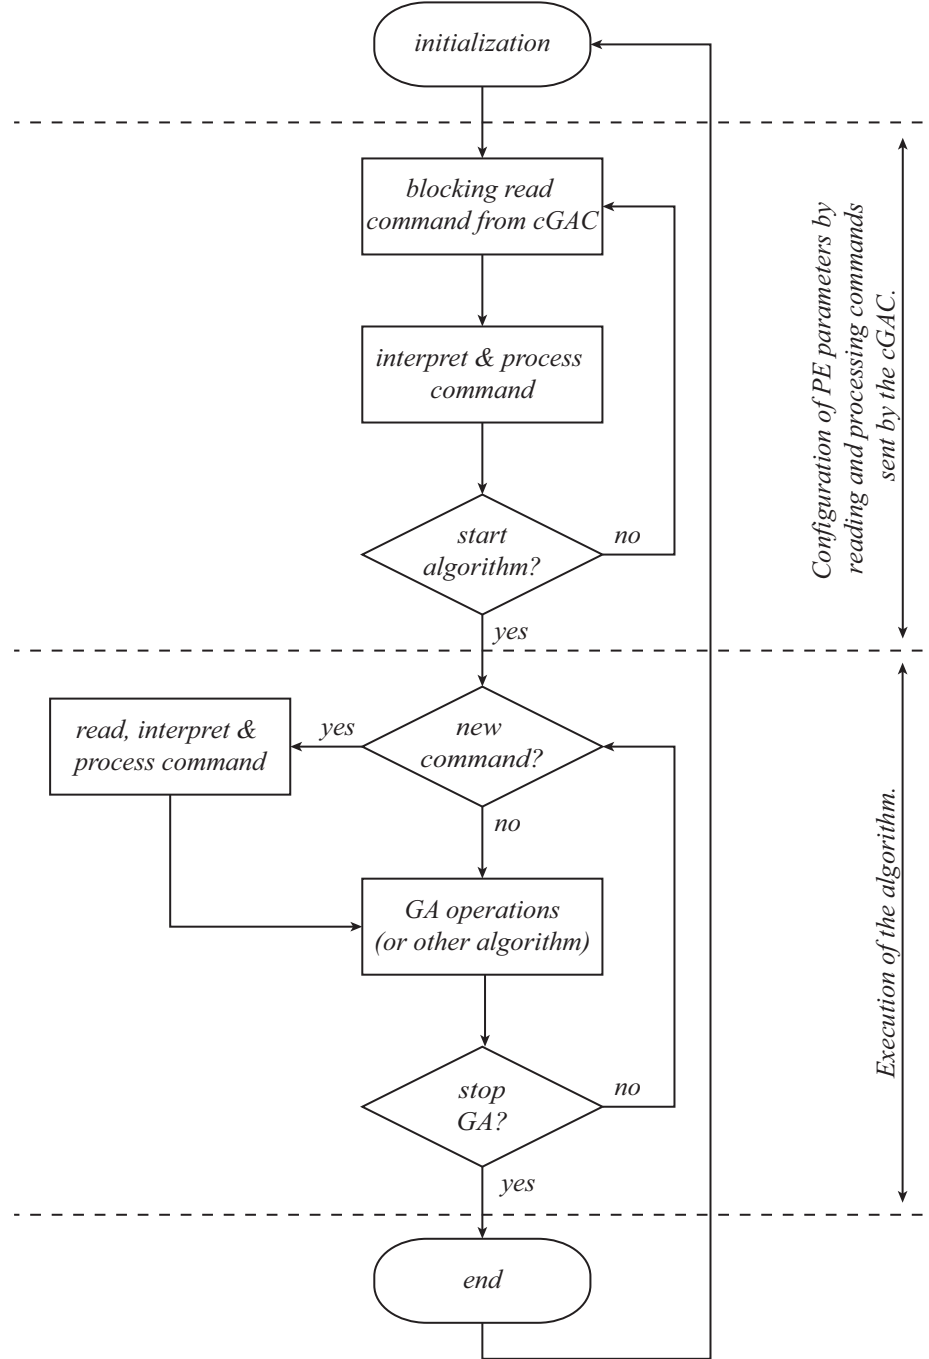 initialization
blocking read
command from cGAC
interpret & process
command
start
algorithm?
no
yes
Configuration of PE parameters by
reading and processing commands
sent by the cGAC.
new
command?
yes
read, interpret &
process command
no
GA operations
(or other algorithm)
stop
GA?
no
yes
Execution of the algorithm.
end